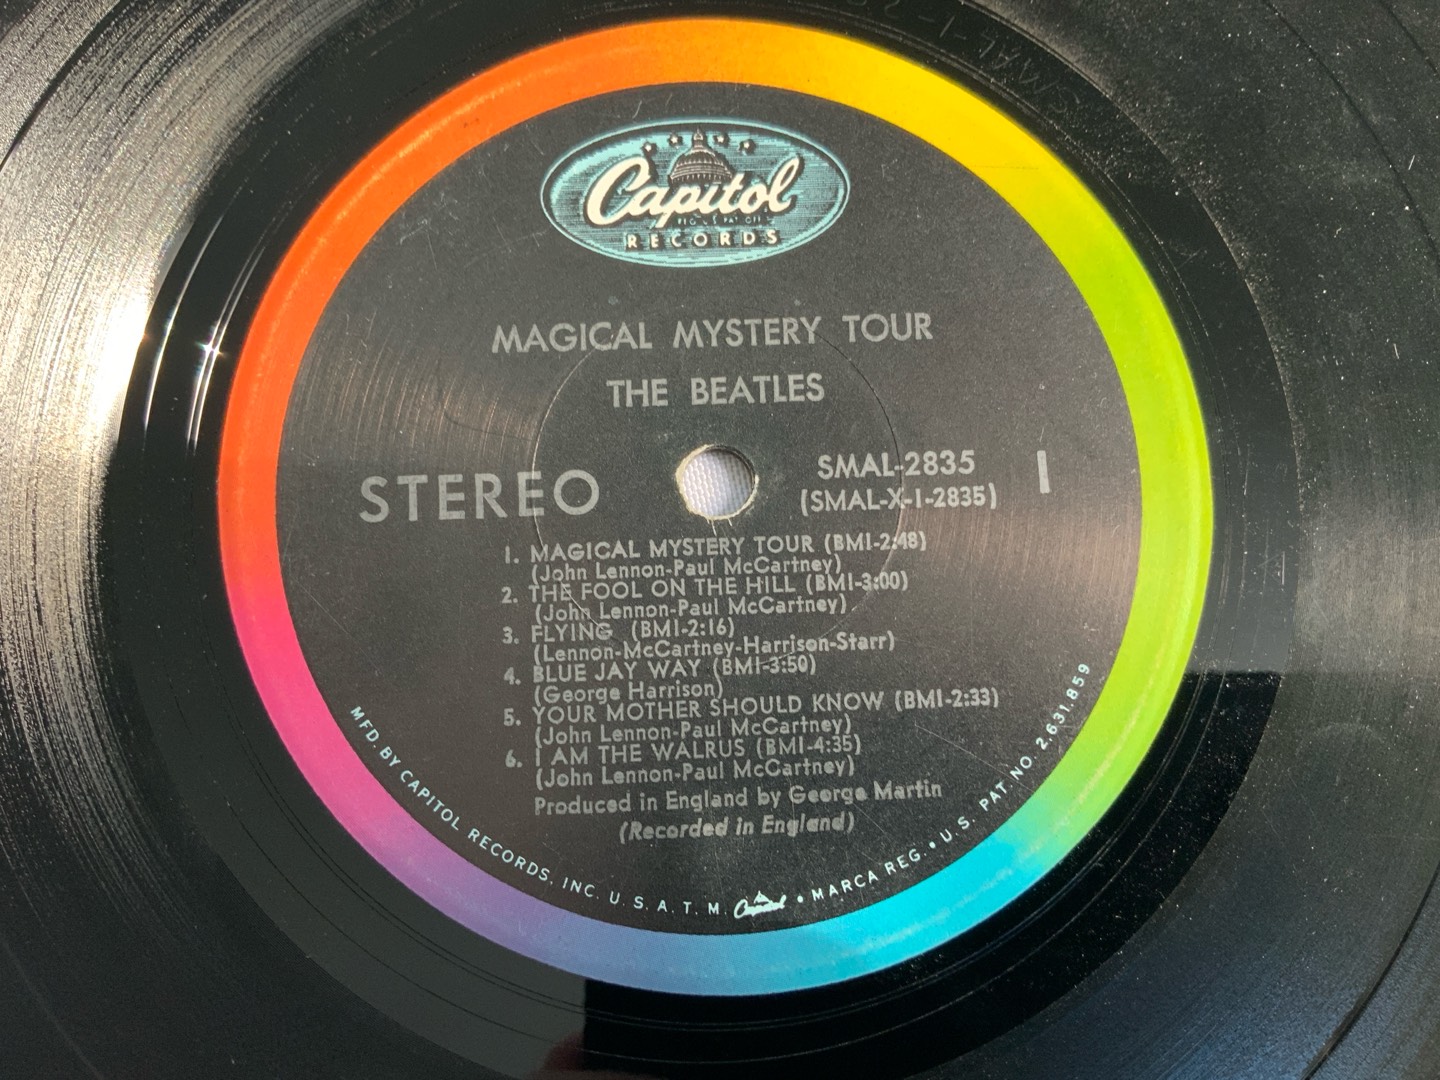 Capitol
RECORDS
MAGICAL MYSTERY TOUR
THE BEATLES
STEREO
SMAL-2835
(SMAL-X-1-2835)
1
1. MAGICAL MYSTERY TOUR (BMI-2:48)
(John Lennon-Paul McCartney)
2. THE FOOL ON THE HILL (BMI-3:00)
(John Lennon-Paul McCartney)
3. FLYING (BMI-2:16)
(Lennon-McCartney-Harrison-Starr)
4. BLUE JAY WAY (BMI-3:50)
(George Harrison)
5. YOUR MOTHER SHOULD KNOW (BMI-2:33)
(John Lennon-Paul McCartney)
6. I AM THE WALRUS (BMI-4:35)
(John Lennon-Paul McCartney)
Produced in England by George Martin
(Recorded in England)
MFD. BY CAPITOL RECORDS, INC. U. S. A. T. M. Capitol • MARCA REG. • U. S. PAT. NO. 2,631,859